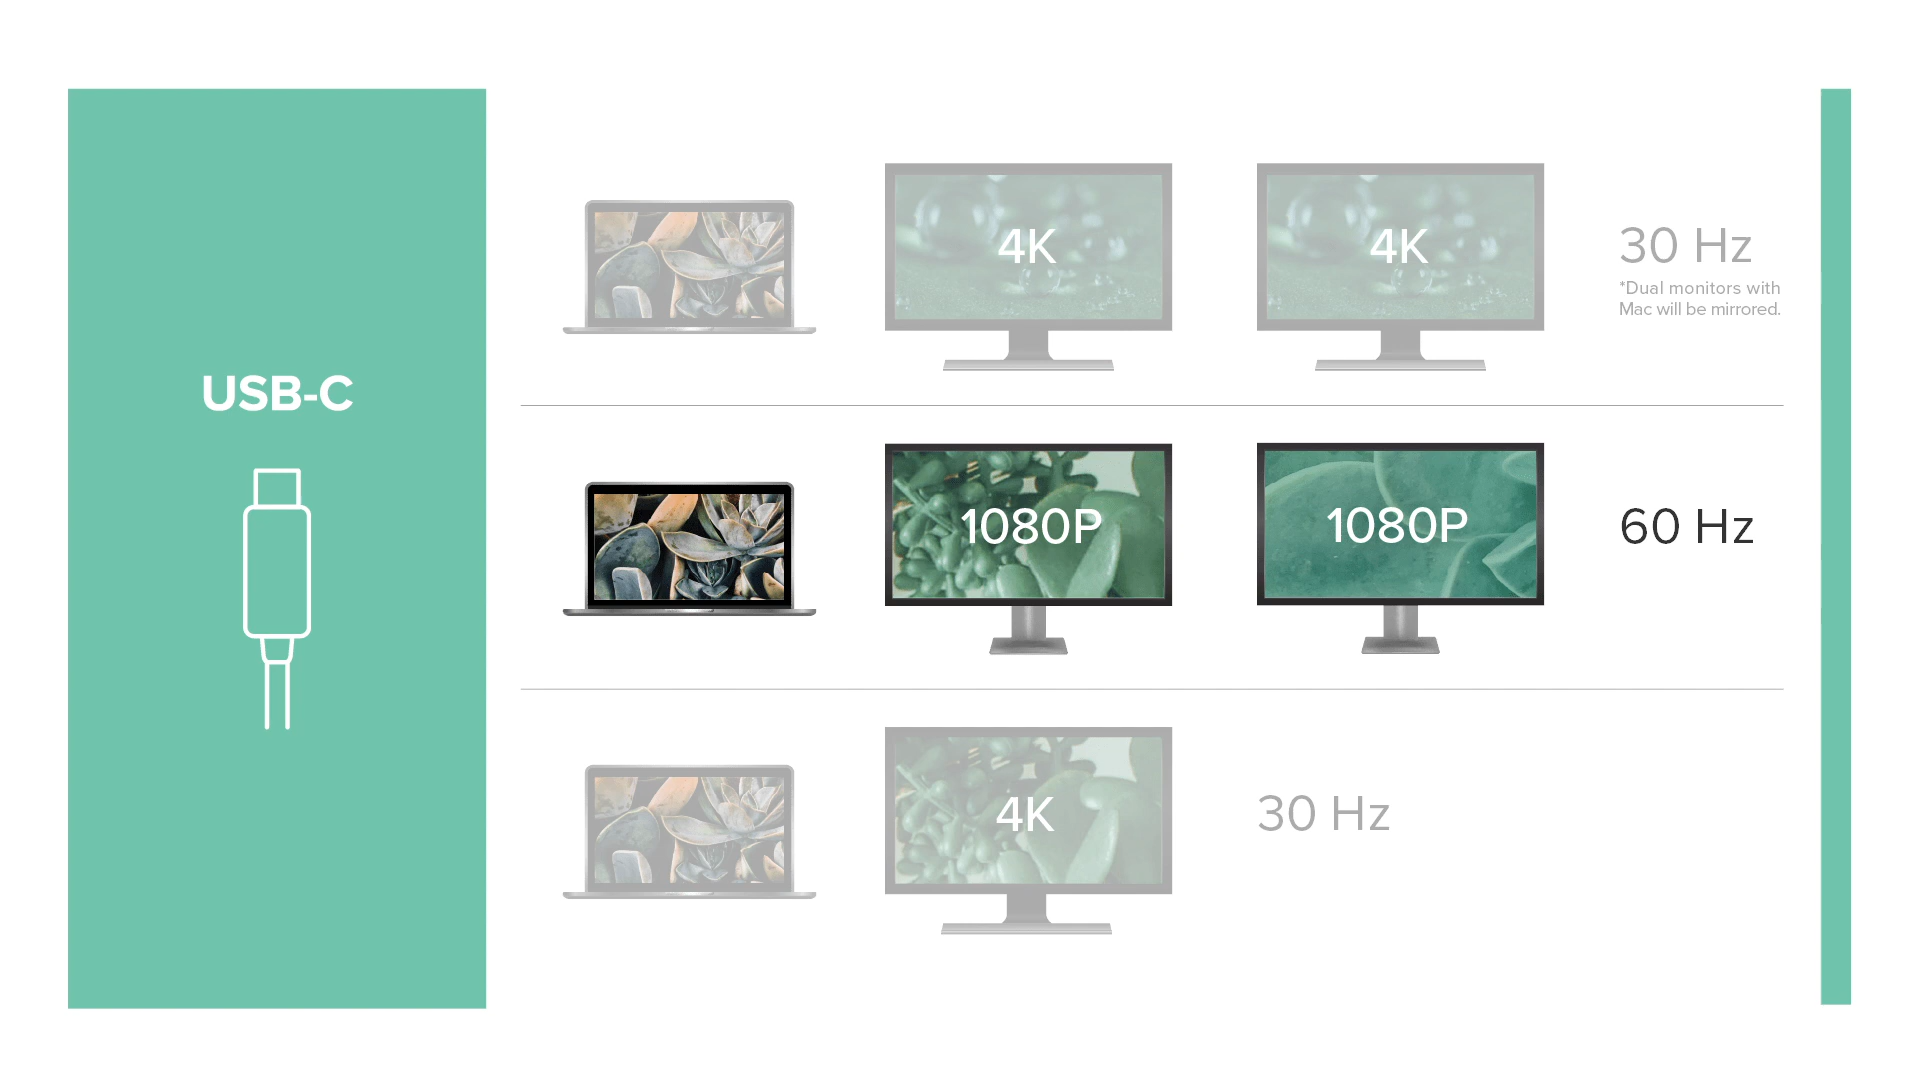 USB-C
4K
4K
30 Hz
*Dual monitors with
Mac will be mirrored.
1080P
1080P
60 Hz
4K
30 Hz